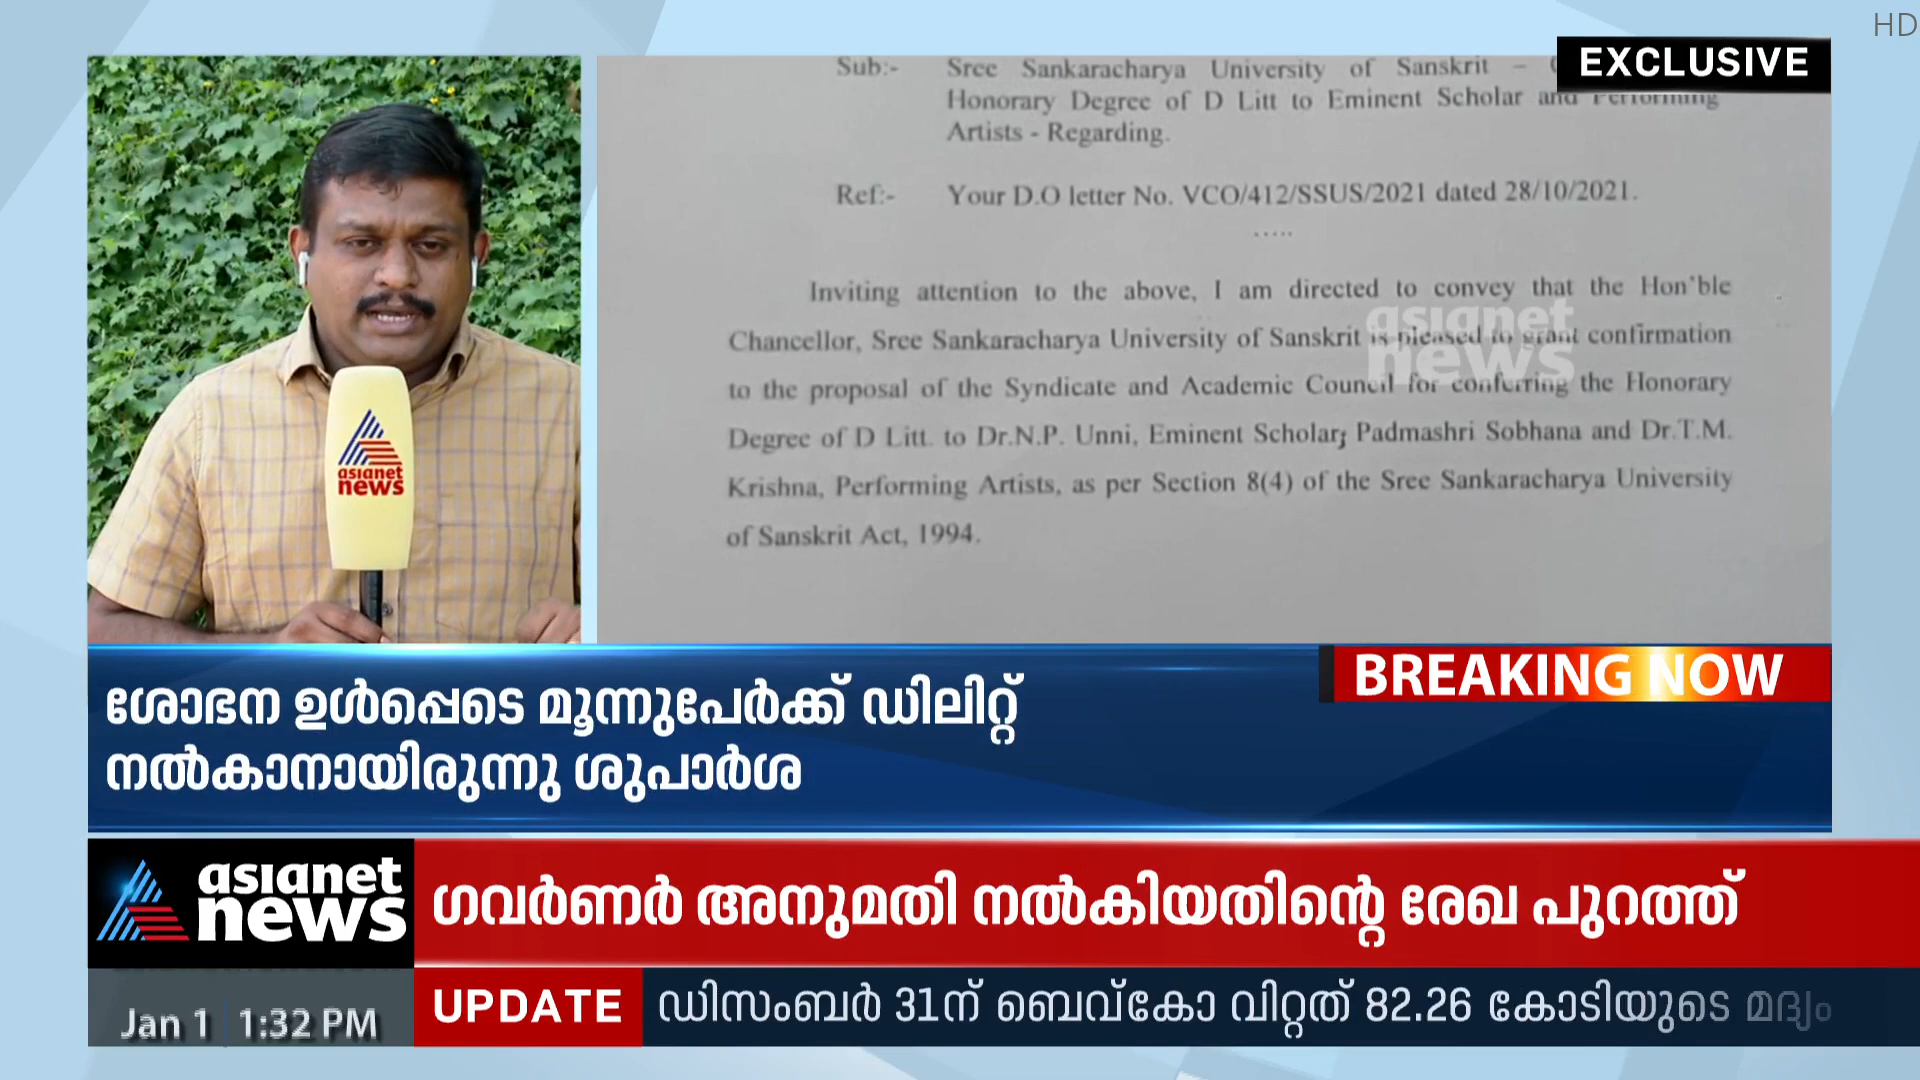 HD
EXCLUSIVE
Sub:- Sree Sankaracharya University of Sanskrit –
Honorary Degree of D Litt to Eminent Scholar and Performing
Artists - Regarding.
Ref:- Your D.O letter No. VCO/412/SSUS/2021 dated 28/10/2021.
.....
Inviting attention to the above, I am directed to convey that the Hon'ble
Chancellor, Sree Sankaracharya University of Sanskrit is pleased to grant confirmation
to the proposal of the Syndicate and Academic Council for conferring the Honorary
Degree of D Litt. to Dr.N.P. Unni, Eminent Scholar; Padmashri Sobhana and Dr.T.M.
Krishna, Performing Artists, as per Section 8(4) of the Sree Sankaracharya University
of Sanskrit Act, 1994.
asianet
news
asianet
news
BREAKING NOW
ശോഭന ഉൾപ്പെടെ മൂന്നുപേർക്ക് ഡിലിറ്റ്
നൽകാനായിരുന്നു ശുപാർശ
asianet
news
ഗവർണർ അനുമതി നൽകിയതിന്റെ രേഖ പുറത്ത്
Jan 1 1:32 PM
UPDATE
ഡിസംബർ 31ന് ബെവ്കോ വിറ്റത് 82.26 കോടിയുടെ മദ്യം